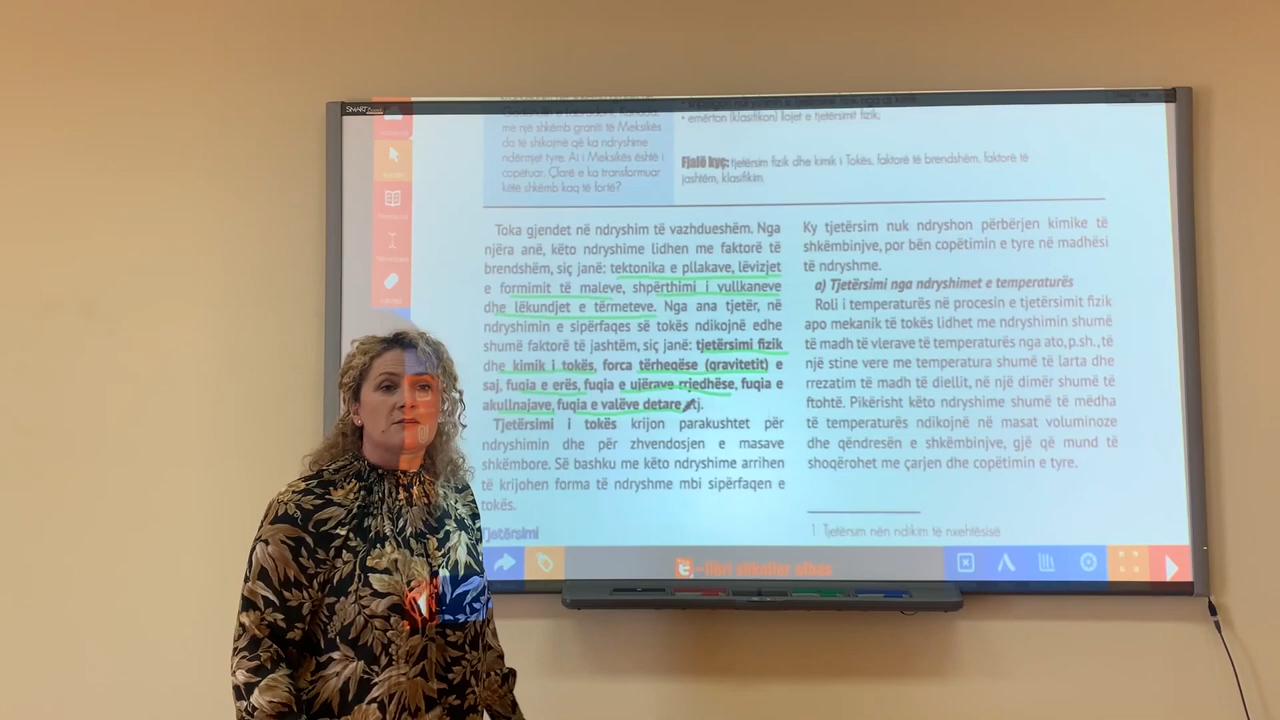 SMART
me një shkëmb graniti të Meksikës
do të shikojmë që ka ndryshime
ndërmjet tyre. Ai i Meksikës është i
copëtuar. Çfarë e ka transformuar
këtë shkëmb kaq të fortë?
• emërton (klasifikon) llojet e tjetërsimit fizik;
Fjalë kyç: tjetërsim fizik dhe kimik i Tokës, faktorë të brendshëm, faktorë të
jashtëm, klasifikim.
Toka gjendet në ndryshim të vazhdueshëm. Nga
njëra anë, këto ndryshime lidhen me faktorë të
brendshëm, siç janë: tektonika e pllakave, lëvizjet
e formimit të maleve, shpërthimi i vullkaneve
dhe lëkundjet e tërmeteve. Nga ana tjetër, në
ndryshimin e sipërfaqes së tokës ndikojnë edhe
shumë faktorë të jashtëm, siç janë: tjetërsimi fizik
dhe kimik i tokës, forca tërheqëse (gravitetit) e
saj, fuqia e erës, fuqia e ujërave rrjedhëse, fuqia e
akullnajave, fuqia e valëve detare etj.
Tjetërsimi i tokës krijon parakushtet për
ndryshimin dhe për zhvendosjen e masave
shkëmbore. Së bashku me këto ndryshime arrihen
të krijohen forma të ndryshme mbi sipërfaqen e
tokës.
Tjetërsimi
Ky tjetërsim nuk ndryshon përbërjen kimike të
shkëmbinjve, por bën copëtimin e tyre në madhësi
të ndryshme.
a) Tjetërsimi nga ndryshimet e temperaturës
Roli i temperaturës në procesin e tjetërsimit fizik
apo mekanik të tokës lidhet me ndryshimin shumë
të madh të vlerave të temperaturës nga ato, p.sh., të
një stine vere me temperatura shumë të larta dhe
rrezatim të madh të diellit, në një dimër shumë të
ftohtë. Pikërisht këto ndryshime shumë të mëdha
të temperaturës ndikojnë në masat voluminoze
dhe qëndresën e shkëmbinjve, gjë që mund të
shoqërohet me çarjen dhe copëtimin e tyre.
1 Tjetërsim nën ndikim të nxehtësisë
e-libri shkollor albas